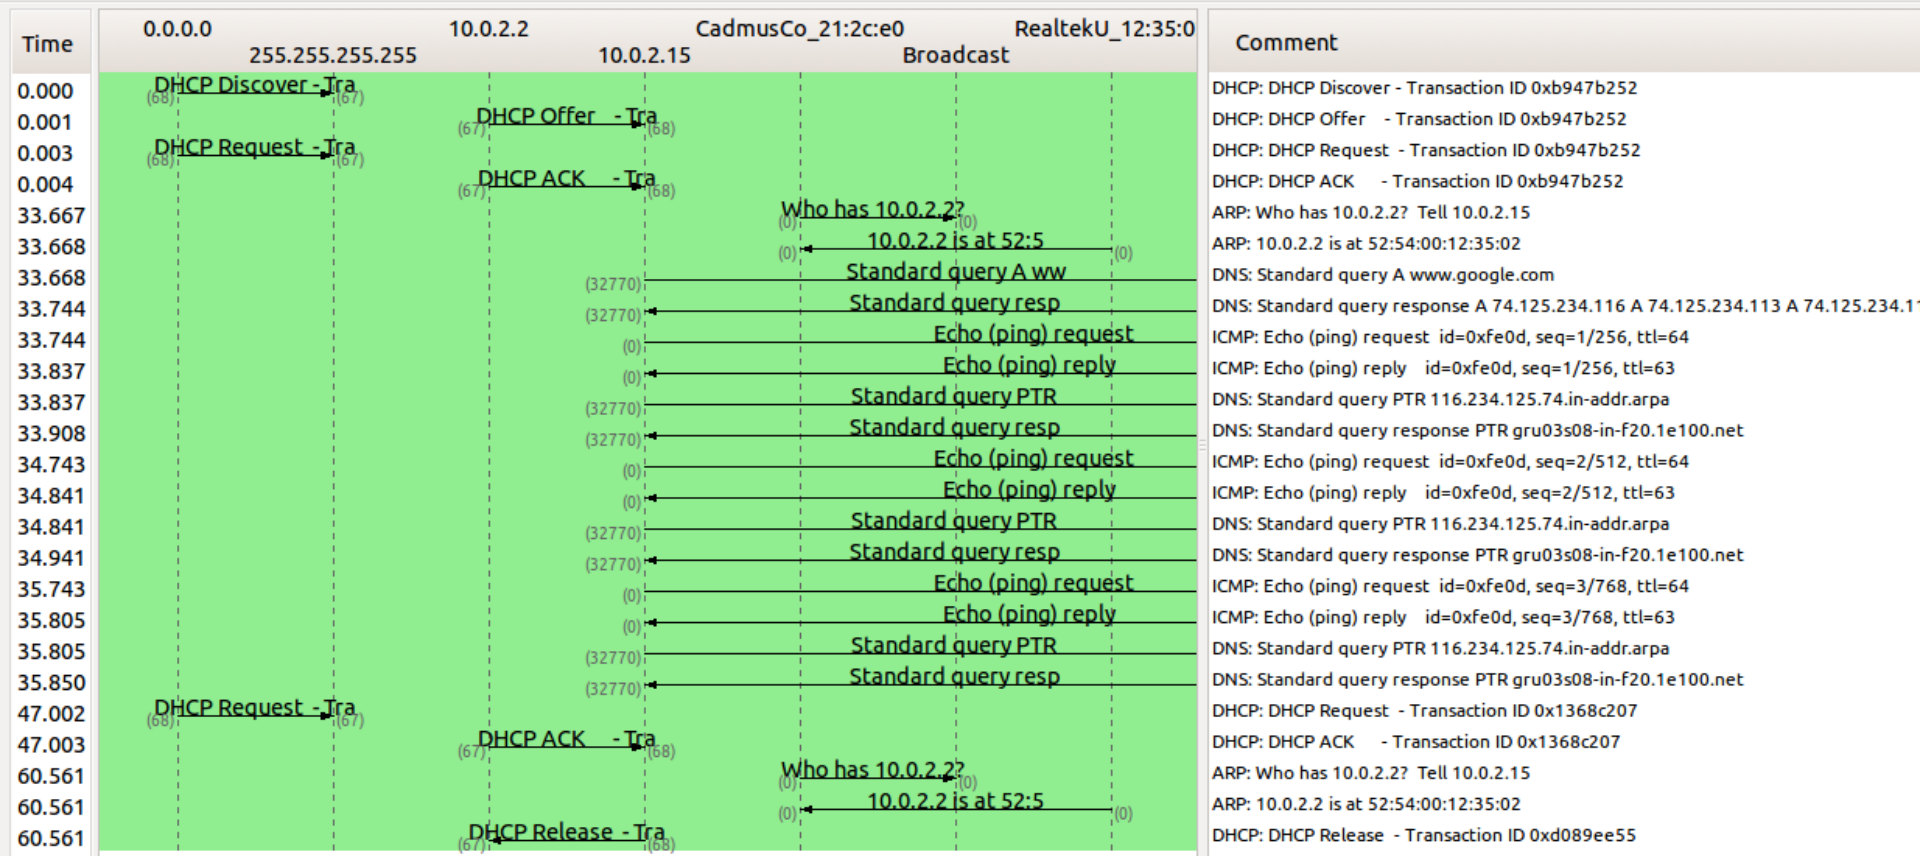 Time 0.0.0.0 10.0.2.2 CadmusCo_21:2c:e0 RealtekU_12:35:0 Comment
255.255.255.255 10.0.2.15 Broadcast
0.000 DHCP Discover - Tra (68) (67) DHCP: DHCP Discover - Transaction ID 0xb947b252
0.001 DHCP Offer - Tra (67) (68) DHCP: DHCP Offer - Transaction ID 0xb947b252
0.003 DHCP Request - Tra (68) (67) DHCP: DHCP Request - Transaction ID 0xb947b252
0.004 DHCP ACK - Tra (67) (68) DHCP: DHCP ACK - Transaction ID 0xb947b252
33.667 Who has 10.0.2.2? (0) (0) ARP: Who has 10.0.2.2? Tell 10.0.2.15
33.668 10.0.2.2 is at 52:5 (0) (0) ARP: 10.0.2.2 is at 52:54:00:12:35:02
33.668 Standard query A ww (32770) DNS: Standard query A www.google.com
33.744 Standard query resp (32770) DNS: Standard query response A 74.125.234.116 A 74.125.234.113 A 74.125.234.11
33.744 Echo (ping) request (0) ICMP: Echo (ping) request id=0xfe0d, seq=1/256, ttl=64
33.837 Echo (ping) reply (0) ICMP: Echo (ping) reply id=0xfe0d, seq=1/256, ttl=63
33.837 Standard query PTR (32770) DNS: Standard query PTR 116.234.125.74.in-addr.arpa
33.908 Standard query resp (32770) DNS: Standard query response PTR gru03s08-in-f20.1e100.net
34.743 Echo (ping) request (0) ICMP: Echo (ping) request id=0xfe0d, seq=2/512, ttl=64
34.841 Echo (ping) reply (0) ICMP: Echo (ping) reply id=0xfe0d, seq=2/512, ttl=63
34.841 Standard query PTR (32770) DNS: Standard query PTR 116.234.125.74.in-addr.arpa
34.941 Standard query resp (32770) DNS: Standard query response PTR gru03s08-in-f20.1e100.net
35.743 Echo (ping) request (0) ICMP: Echo (ping) request id=0xfe0d, seq=3/768, ttl=64
35.805 Echo (ping) reply (0) ICMP: Echo (ping) reply id=0xfe0d, seq=3/768, ttl=63
35.805 Standard query PTR (32770) DNS: Standard query PTR 116.234.125.74.in-addr.arpa
35.850 Standard query resp (32770) DNS: Standard query response PTR gru03s08-in-f20.1e100.net
47.002 DHCP Request - Tra (68) (67) DHCP: DHCP Request - Transaction ID 0x1368c207
47.003 DHCP ACK - Tra (67) (68) DHCP: DHCP ACK - Transaction ID 0x1368c207
60.561 Who has 10.0.2.2? (0) (0) ARP: Who has 10.0.2.2? Tell 10.0.2.15
60.561 10.0.2.2 is at 52:5 (0) (0) ARP: 10.0.2.2 is at 52:54:00:12:35:02
60.561 DHCP Release - Tra (67) (68) DHCP: DHCP Release - Transaction ID 0xd089ee55